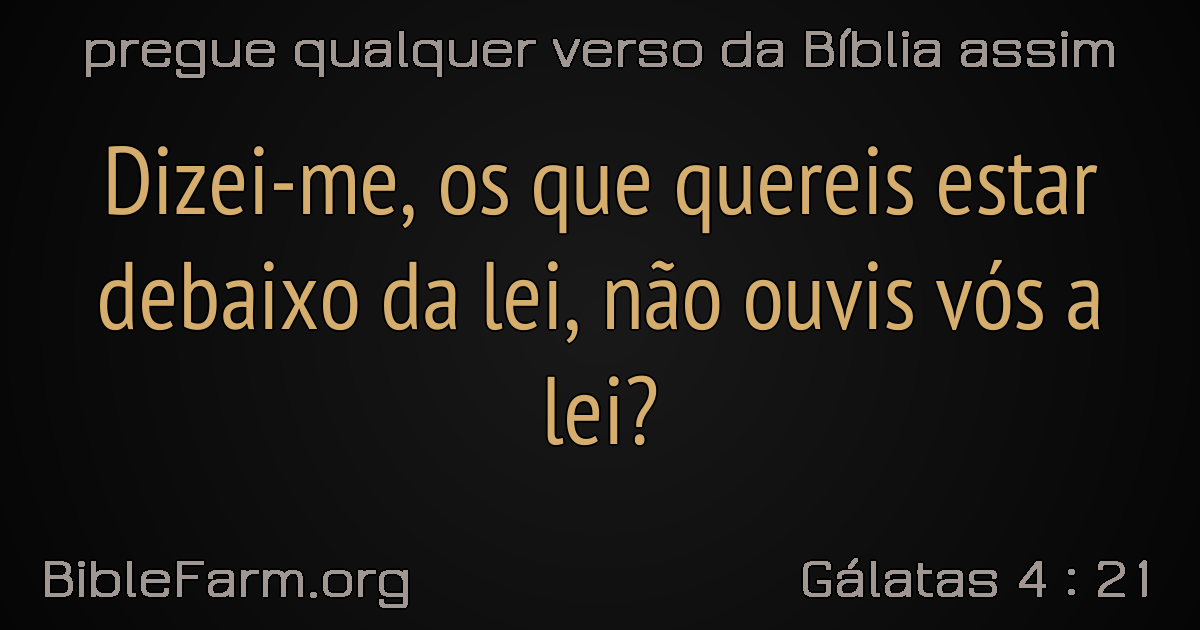 pregue qualquer verso da Bíblia assim
Dizei-me, os que quereis estar
debaixo da lei, não ouvis vós a
lei?
BibleFarm.org
Gálatas 4 : 21